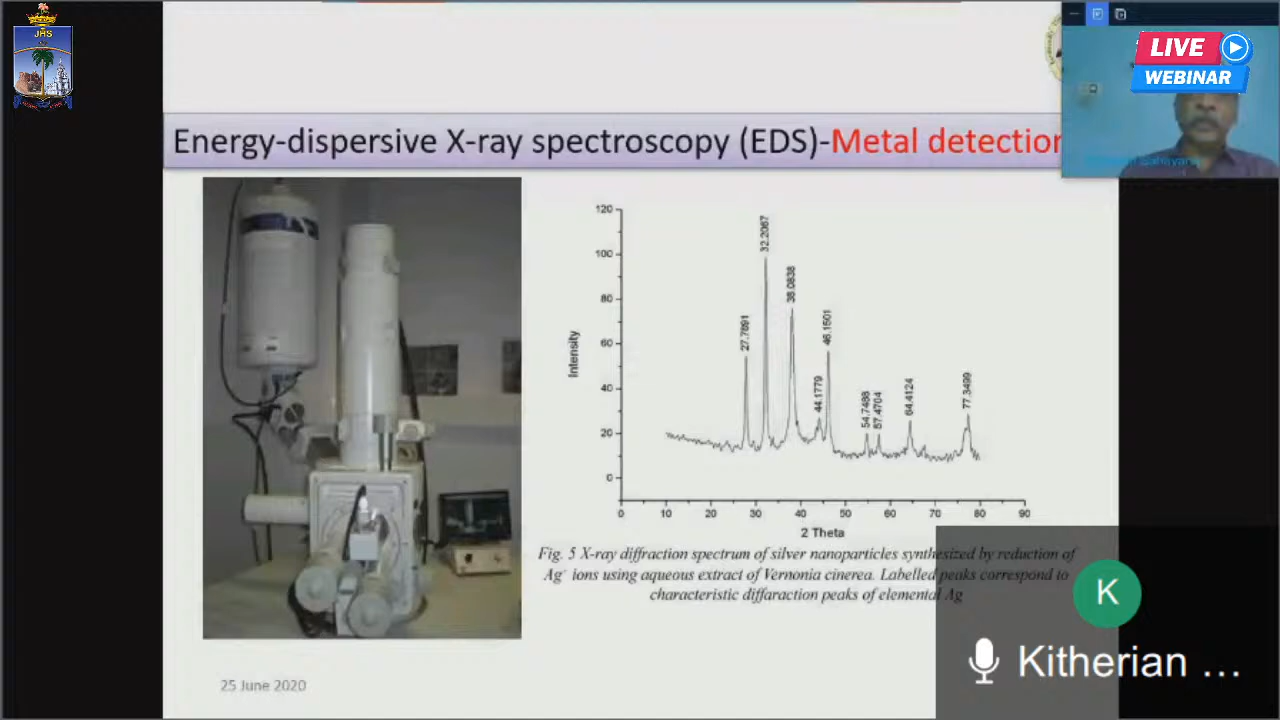 JHS
LIVE
WEBINAR
Energy-dispersive X-ray spectroscopy (EDS)-Metal detection
120
100
80
60
40
20
0
Intensity
27.7891
32.2067
38.0838
44.1779
46.1501
54.7486
57.4704
64.4124
77.3499
0 10 20 30 40 50 60 70 80 90
2 Theta
Fig. 5 X-ray diffraction spectrum of silver nanoparticles synthesized by reduction of
Ag⁺ ions using aqueous extract of Vernonia cinerea. Labelled peaks correspond to
characteristic diffaraction peaks of elemental Ag
K
Kitherian ...
25 June 2020